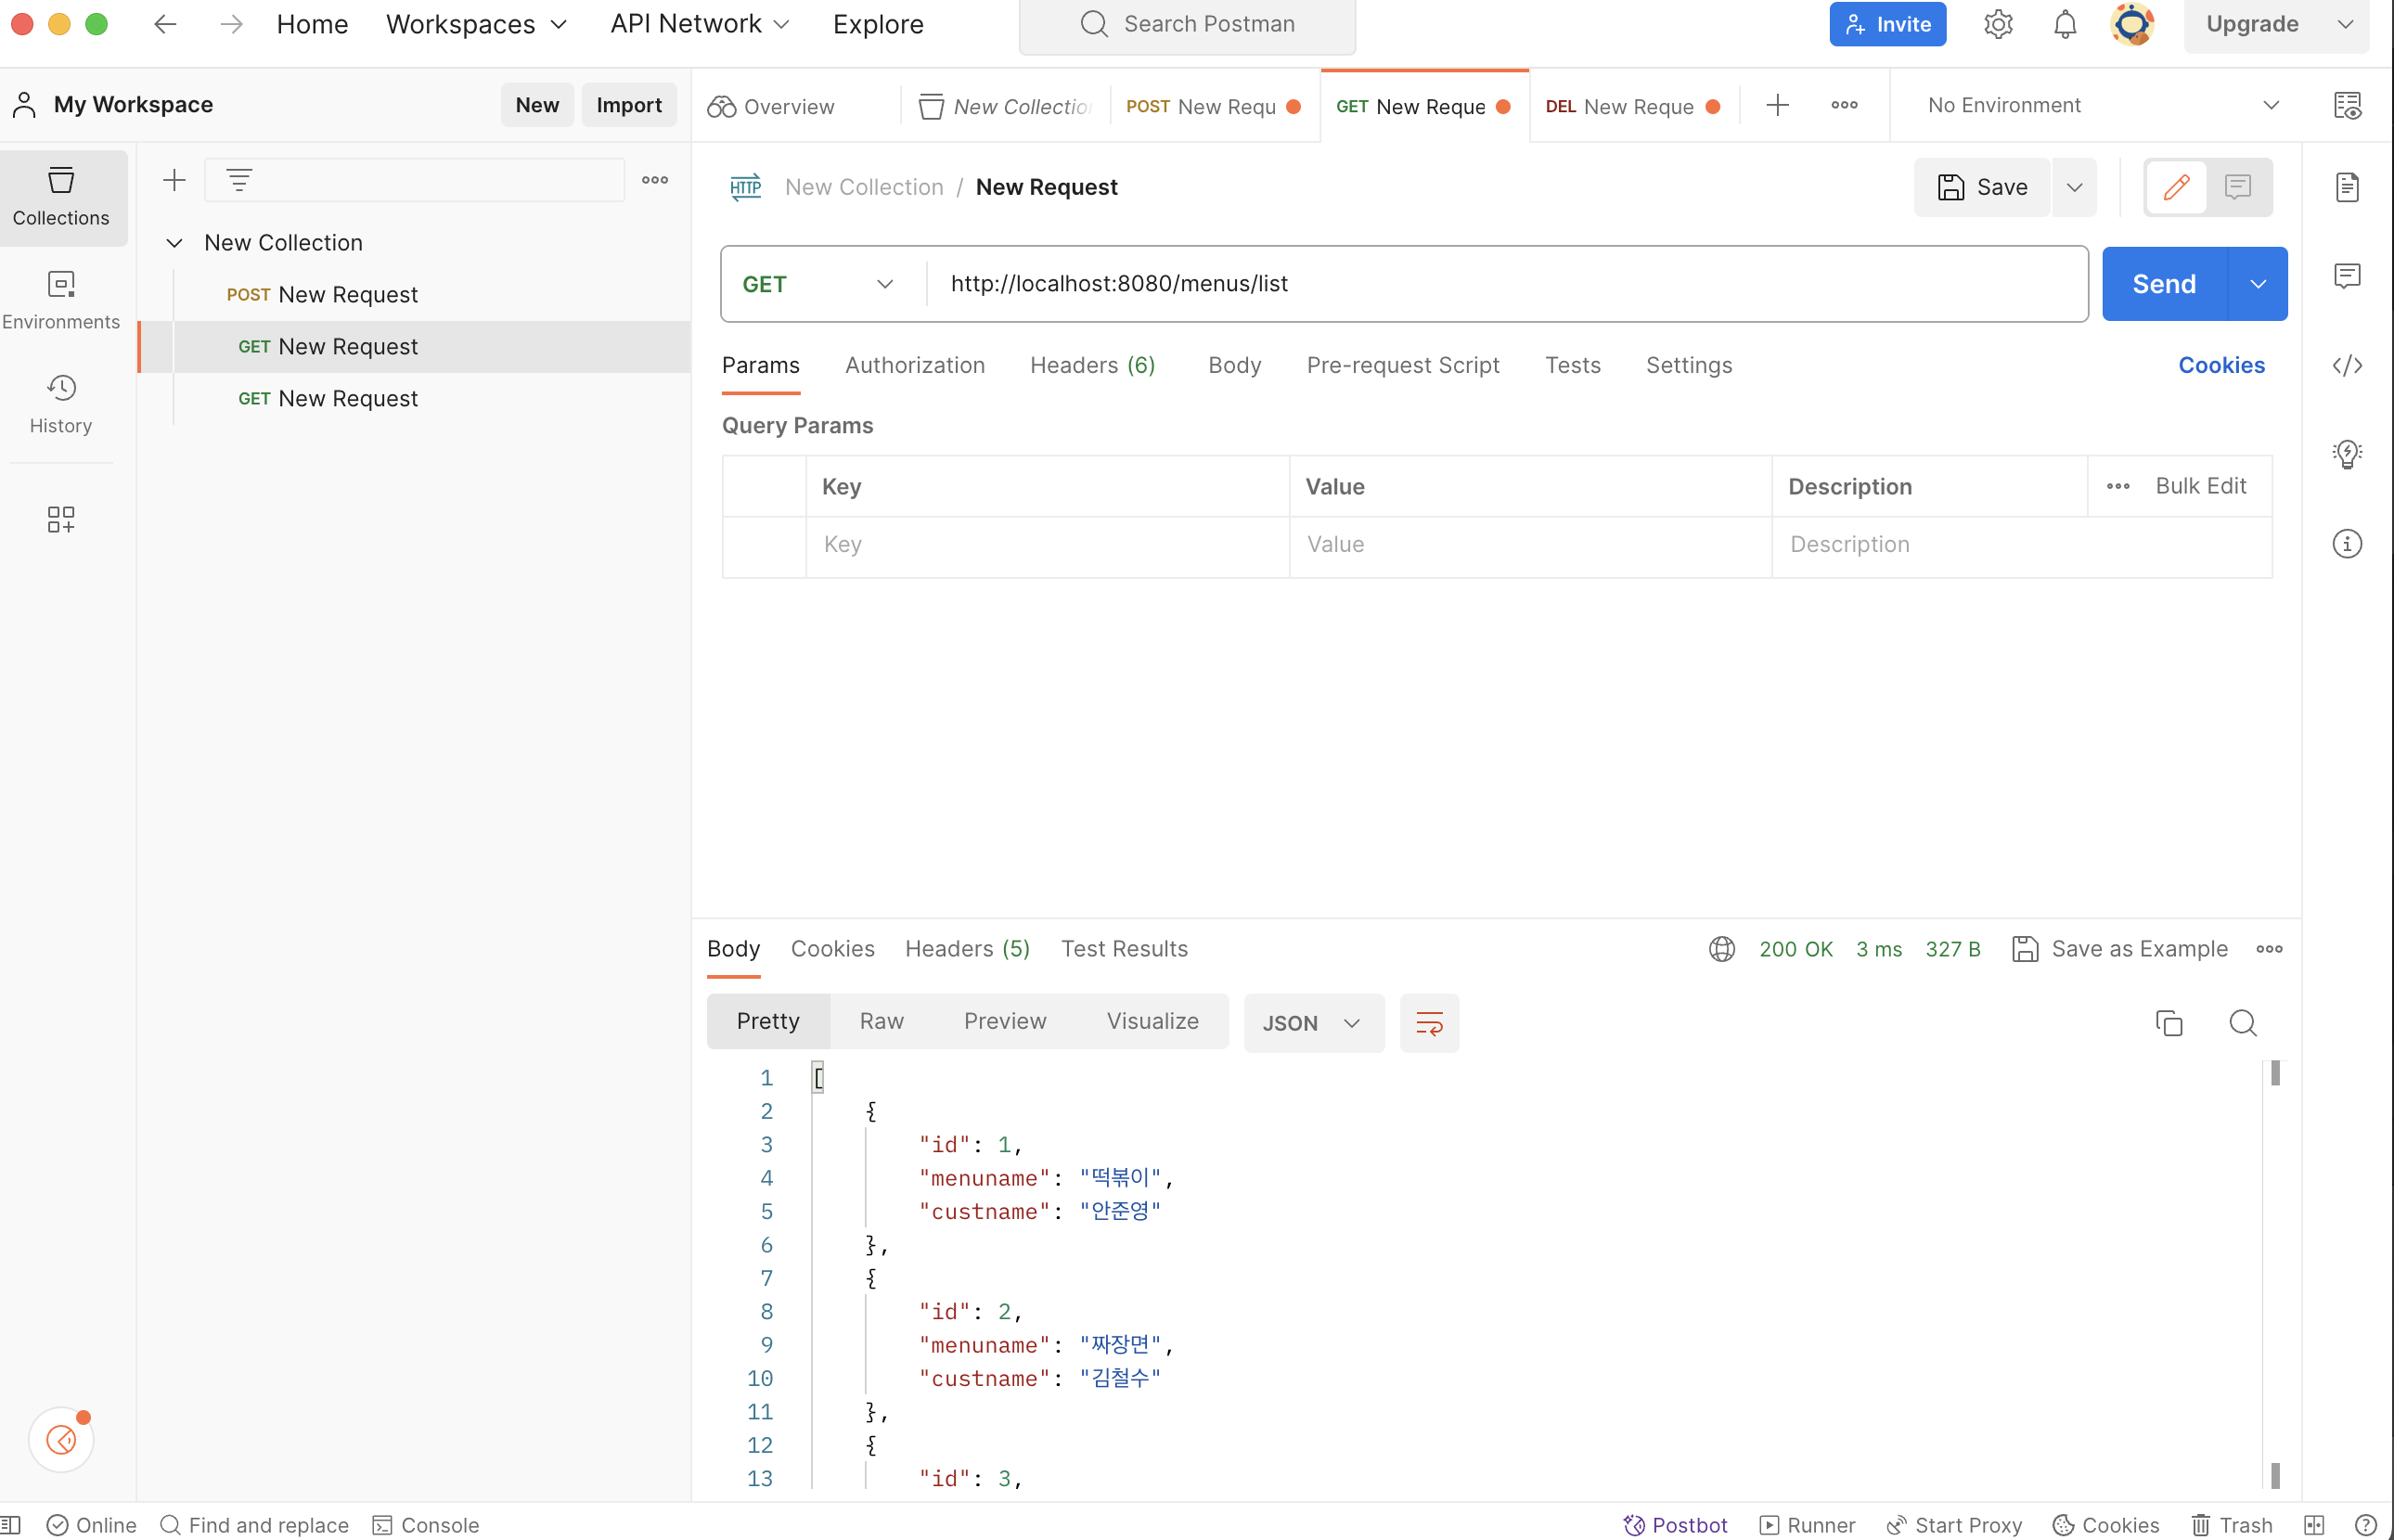 Home Workspaces API Network Explore Search Postman Invite Upgrade
My Workspace New Import
Overview New Collection POST New Requ GET New Reque DEL New Reque No Environment
Collections
Environments
History
New Collection
POST New Request
GET New Request
GET New Request
HTTP New Collection / New Request Save
GET http://localhost:8080/menus/list Send
Params Authorization Headers (6) Body Pre-request Script Tests Settings Cookies
Query Params
Key Value Description Bulk Edit
Key Value Description
Body Cookies Headers (5) Test Results 200 OK 3 ms 327 B Save as Example
Pretty Raw Preview Visualize JSON
1 [
2 {
3 "id": 1,
4 "menuname": "떡볶이",
5 "custname": "안준영"
6 },
7 {
8 "id": 2,
9 "menuname": "짜장면",
10 "custname": "김철수"
11 },
12 {
13 "id": 3,
Online Find and replace Console Postbot Runner Start Proxy Cookies Trash